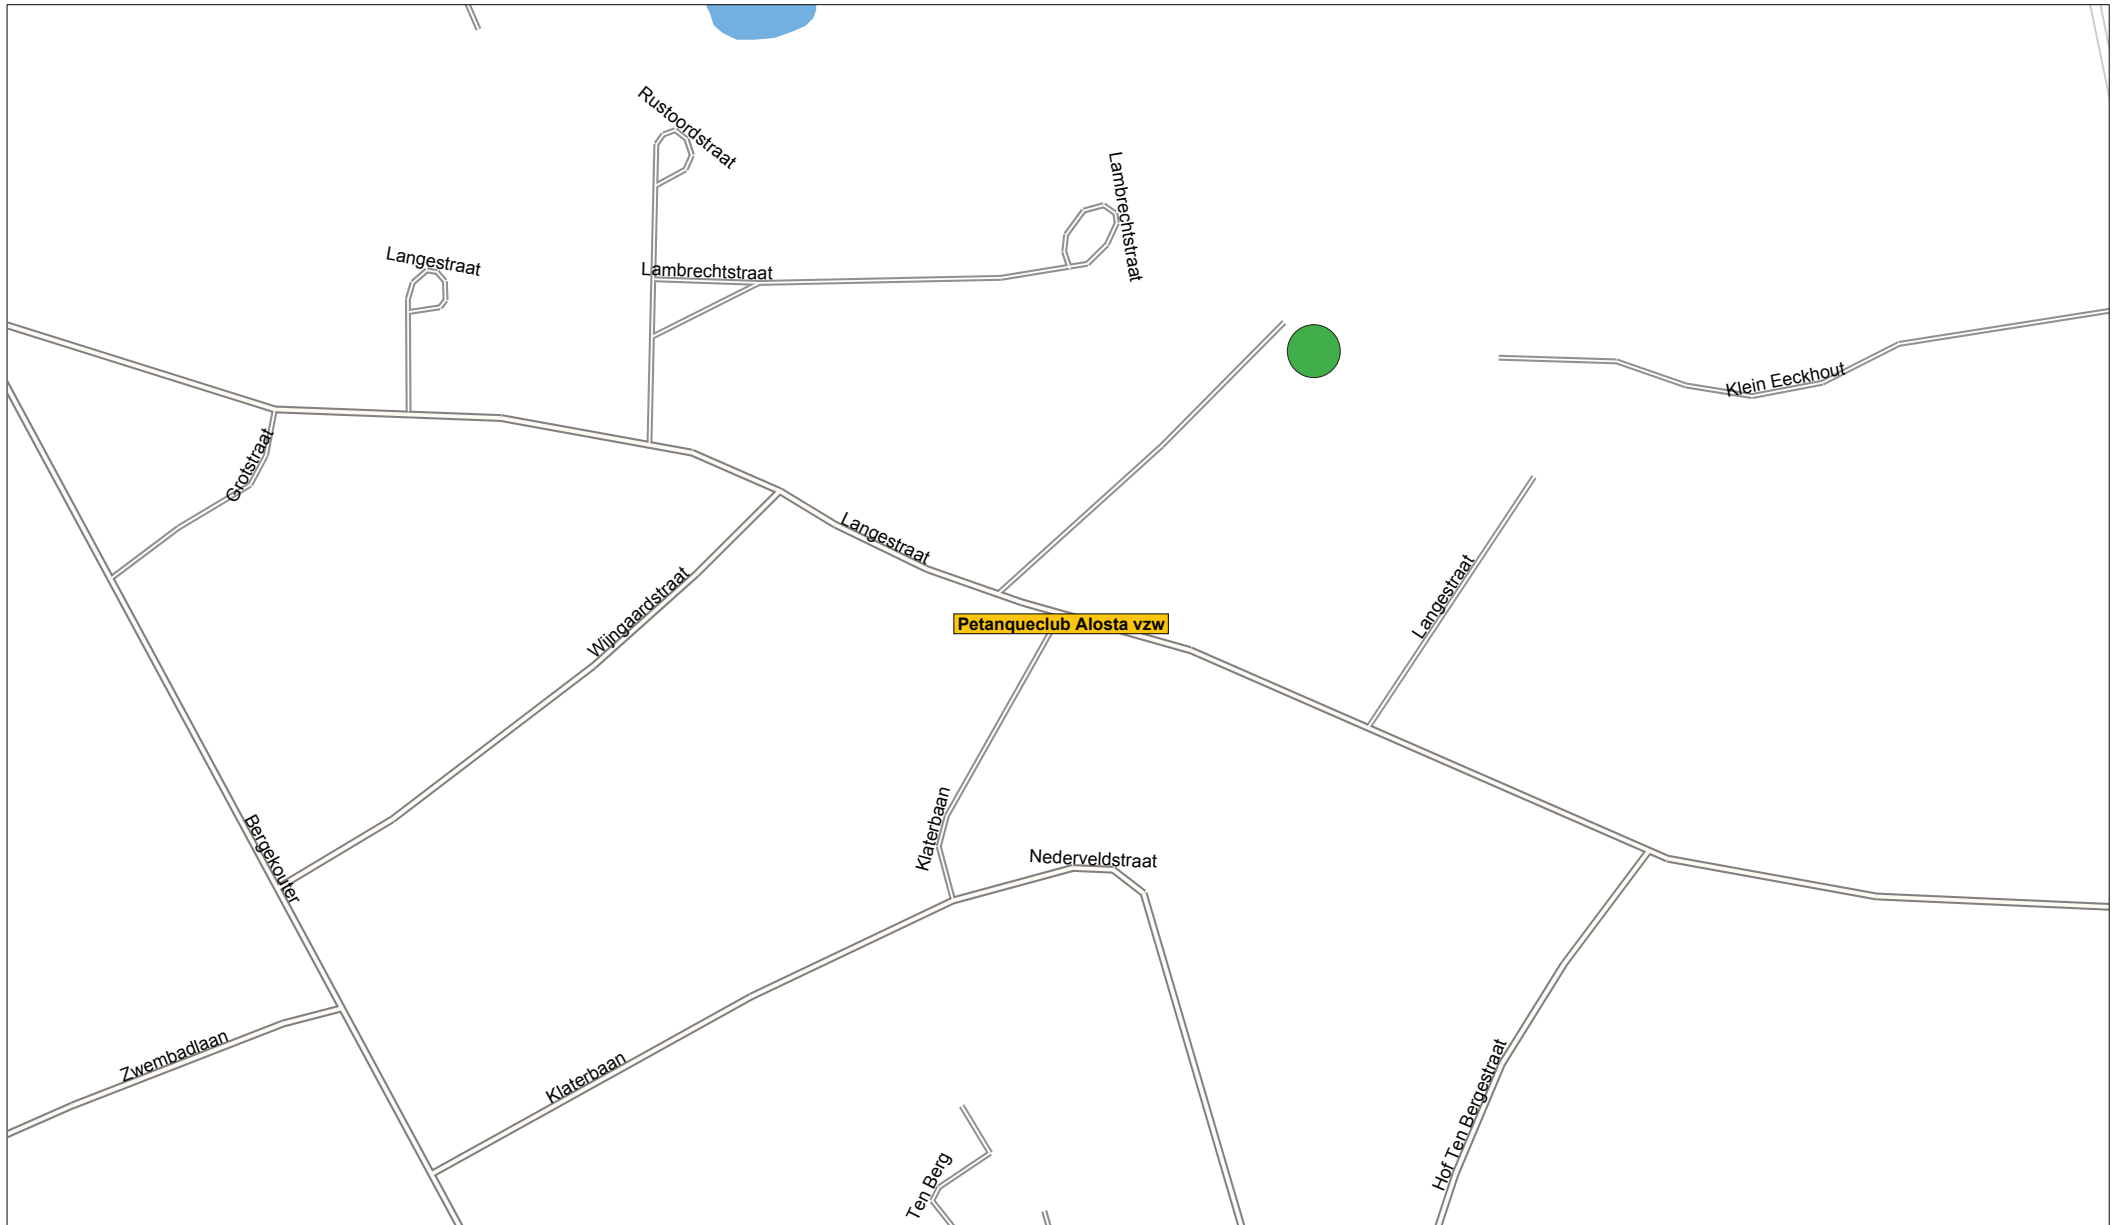 Rustoordstraat
Lambrechtstraat
Langestraat
Lambrechtstraat
Klein Eeckhout
Grotstraat
Langestraat
Wijngaardstraat
Langestraat
Petanqueclub Alosta vzw
Klaterbaan
Bergekouter
Nederveldstraat
Zwembadlaan
Klaterbaan
Hof Ten Bergestraat
Ten Berg